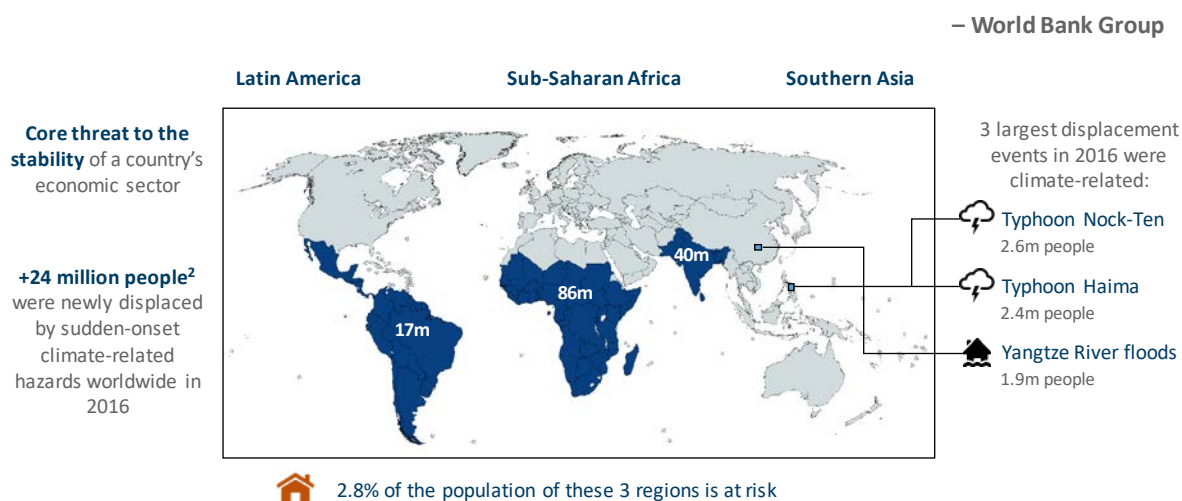 – World Bank Group
Latin America
Sub-Saharan Africa
Southern Asia
Core threat to the
stability of a country's
economic sector
+24 million people2
were newly displaced
by sudden-onset
climate-related
hazards worldwide in
2016
17m
86m
40m
3 largest displacement
events in 2016 were
climate-related:
Typhoon Nock-Ten
2.6m people
Typhoon Haima
2.4m people
Yangtze River floods
1.9m people
2.8% of the population of these 3 regions is at risk